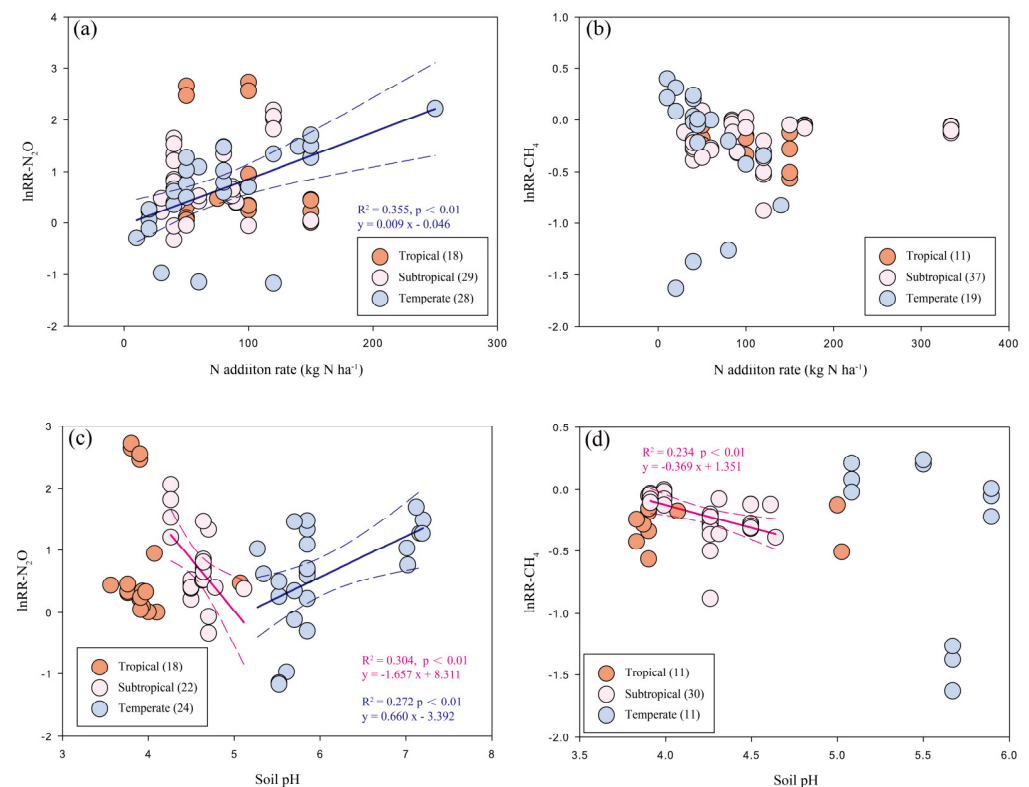 (a)
lnRR-N₂O
4
3
2
1
0
-1
-2
R² = 0.355, p < 0.01
y = 0.009 x - 0.046
Tropical (18)
Subtropical (29)
Temperate (28)
0 100 200 300
N addiiton rate (kg N ha⁻¹)
(b)
lnRR-CH₄
1.0
0.5
0.0
-0.5
-1.0
-1.5
-2.0
Tropical (11)
Subtropical (37)
Temperate (19)
0 100 200 300 400
N addiiton rate (kg N ha⁻¹)
(c)
lnRR-N₂O
3
2
1
0
-1
-2
Tropical (18)
Subtropical (22)
Temperate (24)
R² = 0.304, p < 0.01
y = -1.657 x + 8.311
R² = 0.272 p < 0.01
y = 0.660 x - 3.392
3 4 5 6 7 8
Soil pH
(d)
lnRR-CH₄
0.5
0.0
-0.5
-1.0
-1.5
-2.0
R² = 0.234 p < 0.01
y = -0.369 x + 1.351
Tropical (11)
Subtropical (30)
Temperate (11)
3.5 4.0 4.5 5.0 5.5 6.0
Soil pH